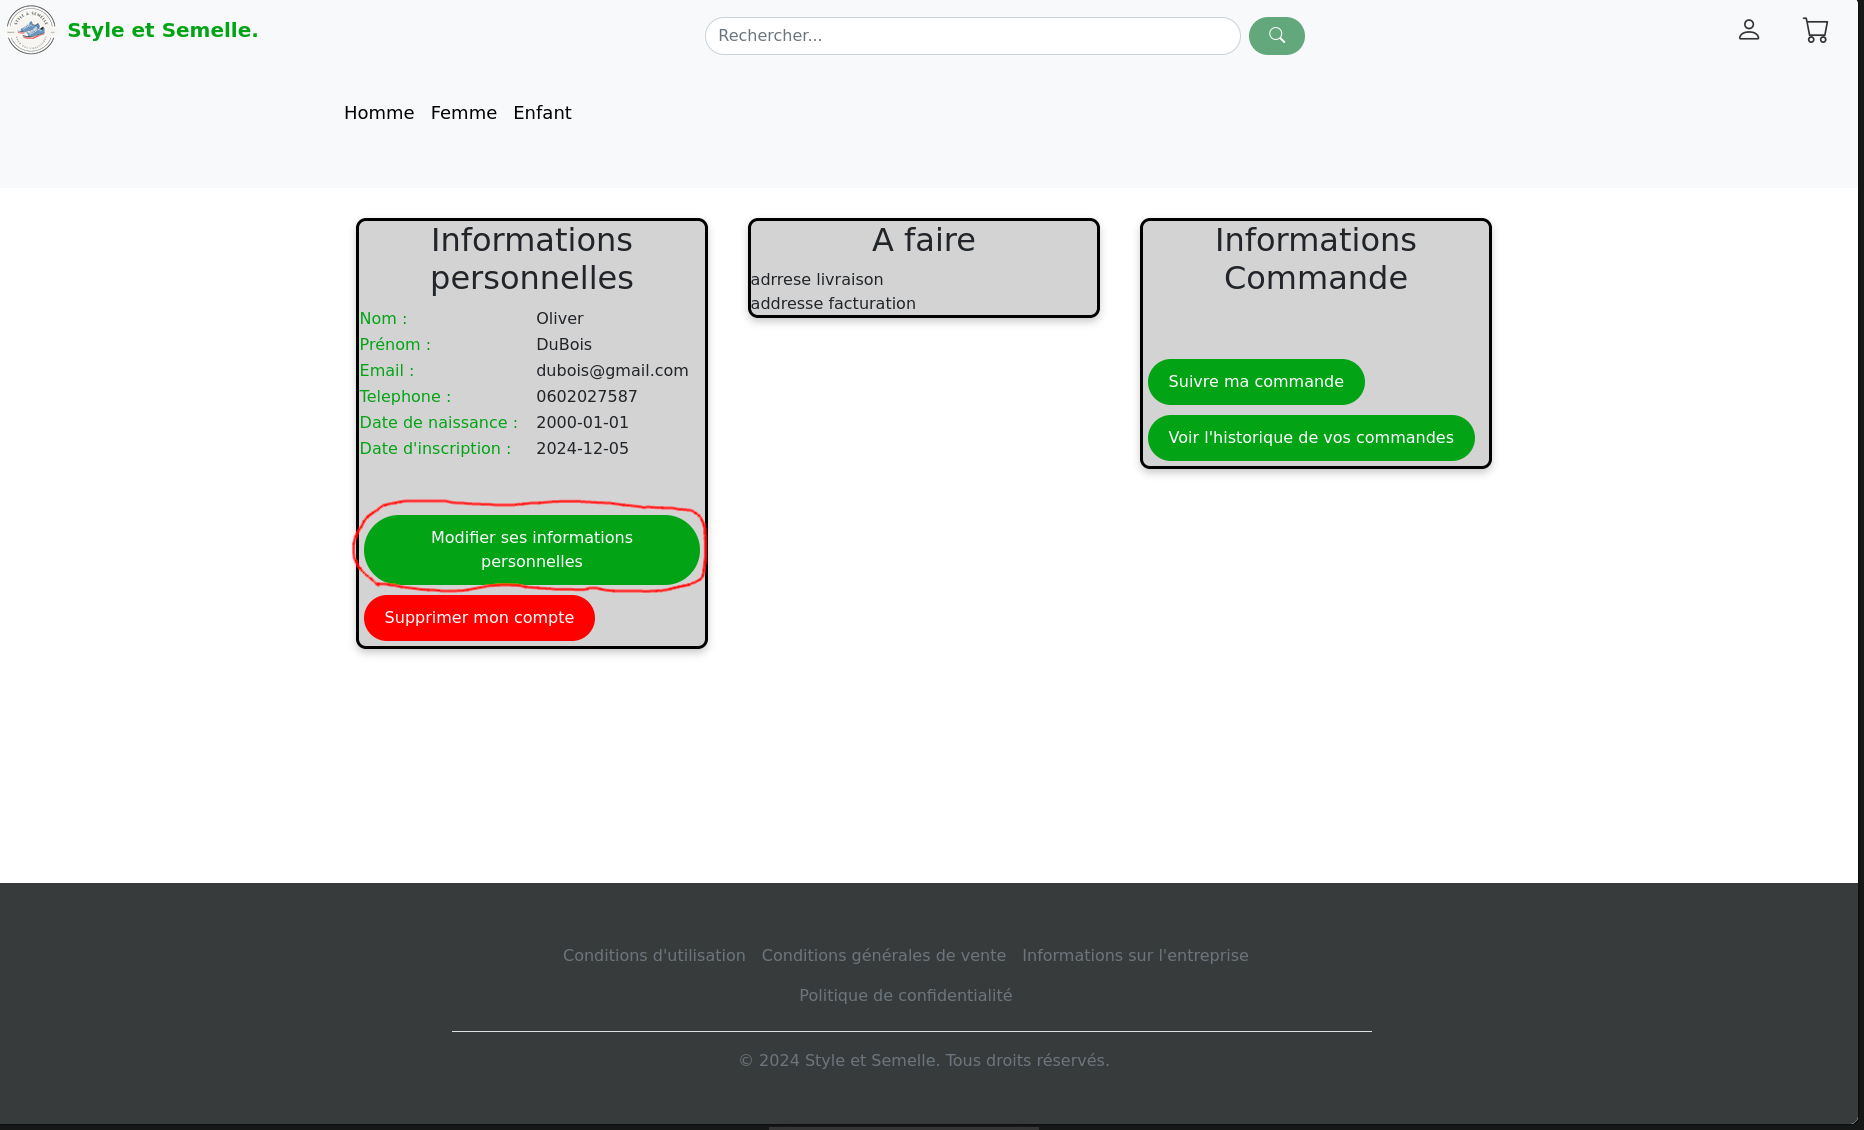 Style et Semelle.
Rechercher...
Homme Femme Enfant
Informations
personnelles
Nom : Oliver
Prénom : DuBois
Email : dubois@gmail.com
Telephone : 0602027587
Date de naissance : 2000-01-01
Date d'inscription : 2024-12-05
Modifier ses informations
personnelles
Supprimer mon compte
A faire
adrrese livraison
addresse facturation
Informations
Commande
Suivre ma commande
Voir l'historique de vos commandes
Conditions d'utilisation Conditions générales de vente Informations sur l'entreprise
Politique de confidentialité
© 2024 Style et Semelle. Tous droits réservés.